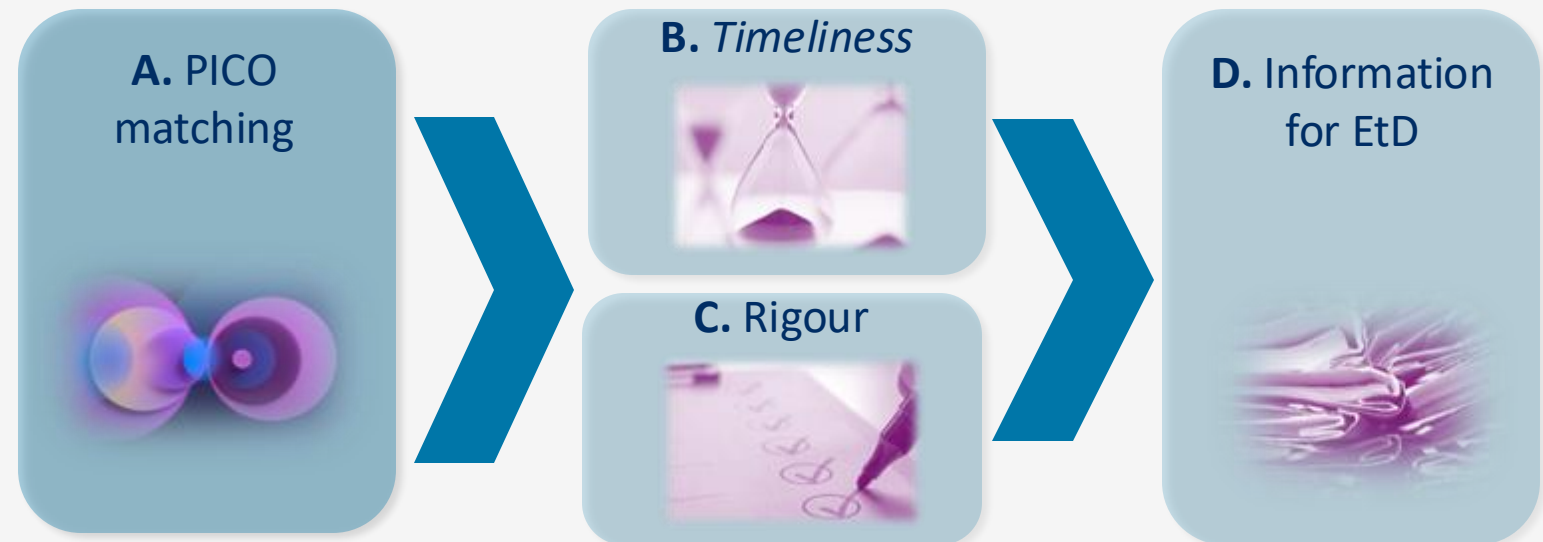 A. PICO
matching
B. Timeliness
C. Rigour
D. Information
for EtD